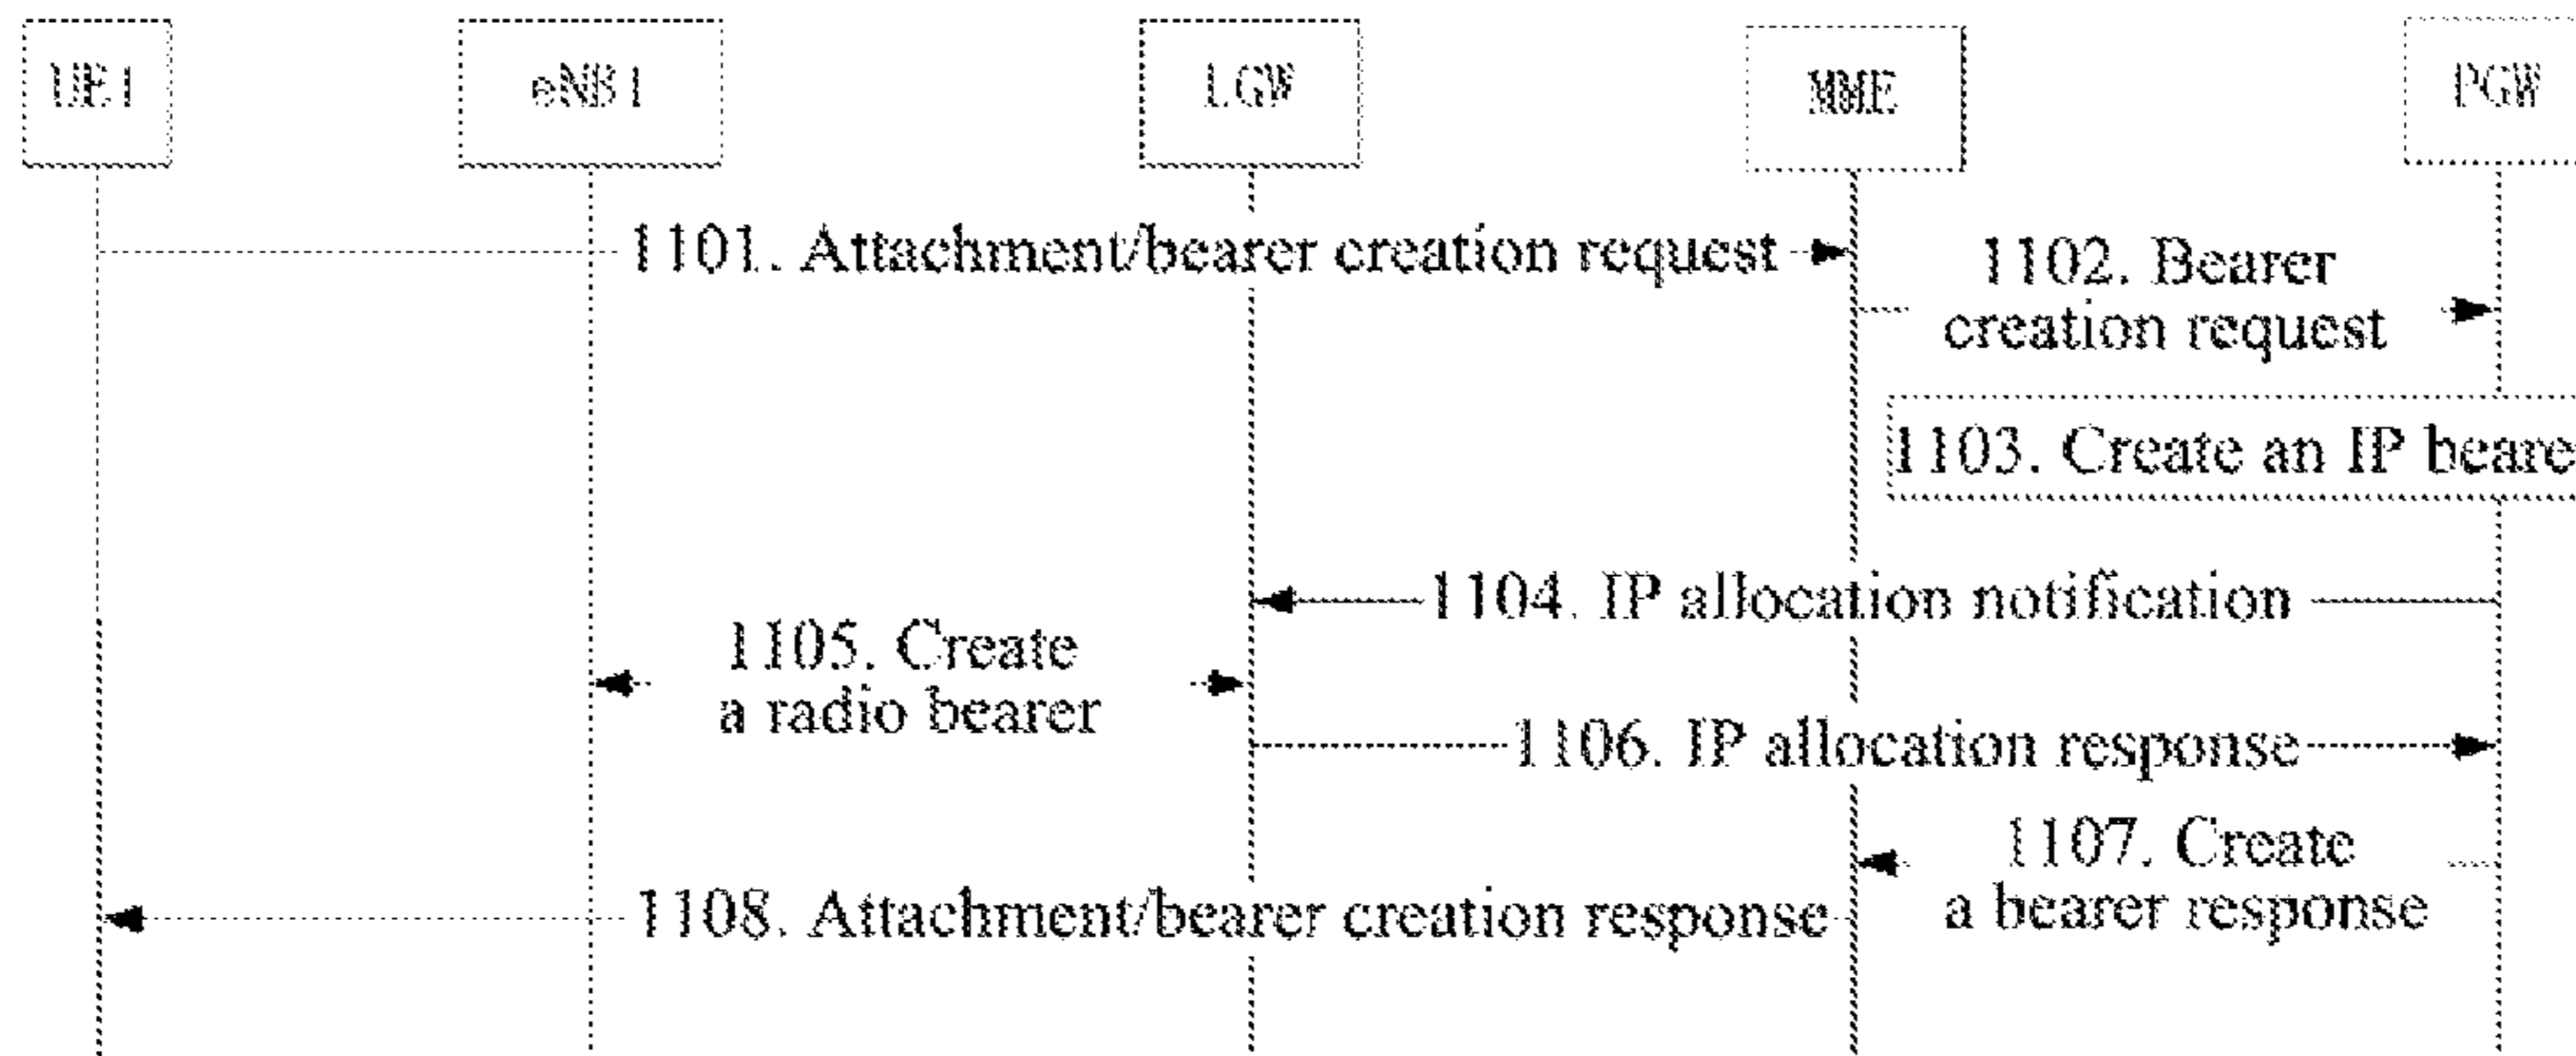 UE1
eNB1
LGW
MME
PGW
1101. Attachment/bearer creation request
1102. Bearer
creation request
1103. Create an IP beare
1104. IP allocation notification
1105. Create
a radio bearer
1106. IP allocation response
1107. Create
a bearer response
1108. Attachment/bearer creation response